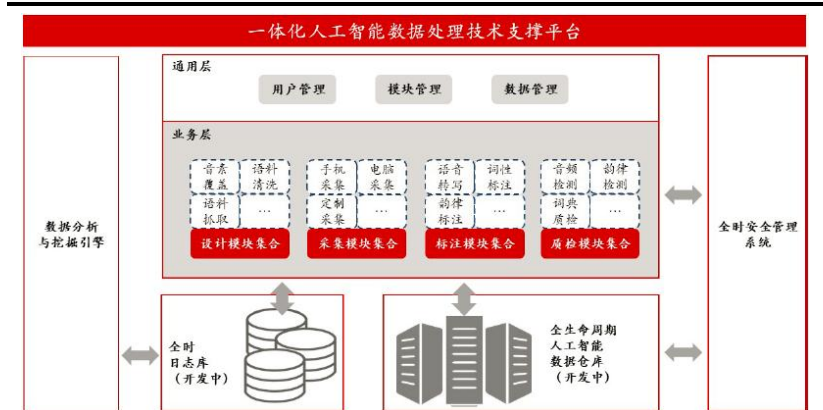 一体化人工智能数据处理技术支撑平台
数据分析
与挖掘引擎
通用层
用户管理
模块管理
数据管理
业务层
音素
覆盖
语料
清洗
语料
抓取
…
设计模块集合
手机
采集
电脑
采集
定制
采集
…
采集模块集合
语音
转写
词性
标注
韵律
标注
…
标注模块集合
音频
检测
韵律
检测
词典
质检
…
质检模块集合
全时安全管理
系统
全时
日志库
（开发中）
全生命周期
人工智能
数据仓库
（开发中）